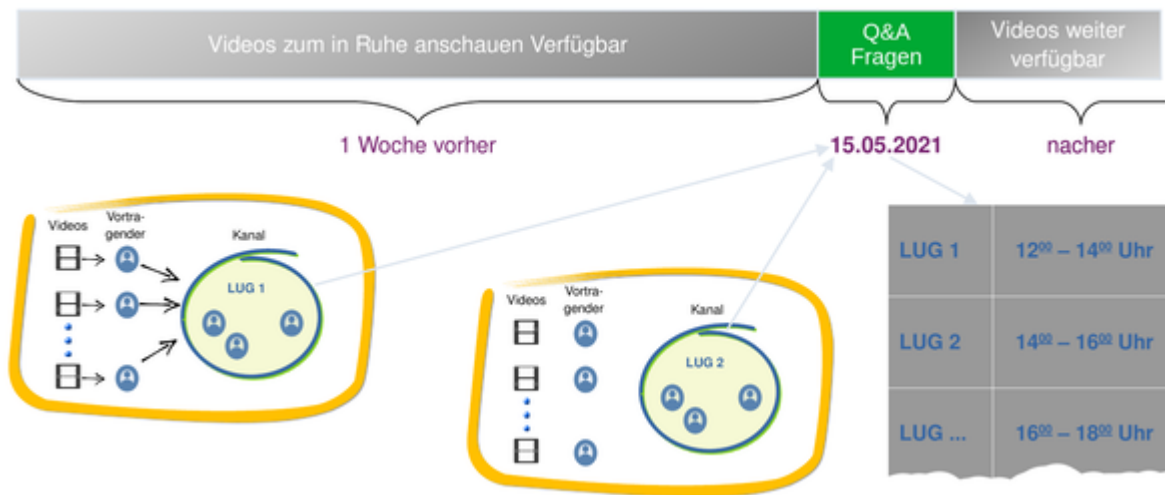 Videos zum in Ruhe anschauen Verfügbar
Q&A
Fragen
Videos weiter
verfügbar
1 Woche vorher
15.05.2021
nacher
Videos
Vortra-
gender
Kanal
LUG 1
Videos
Vortra-
gender
Kanal
LUG 2
LUG 1 12⁰⁰ – 14⁰⁰ Uhr
LUG 2 14⁰⁰ – 16⁰⁰ Uhr
LUG ... 16⁰⁰ – 18⁰⁰ Uhr